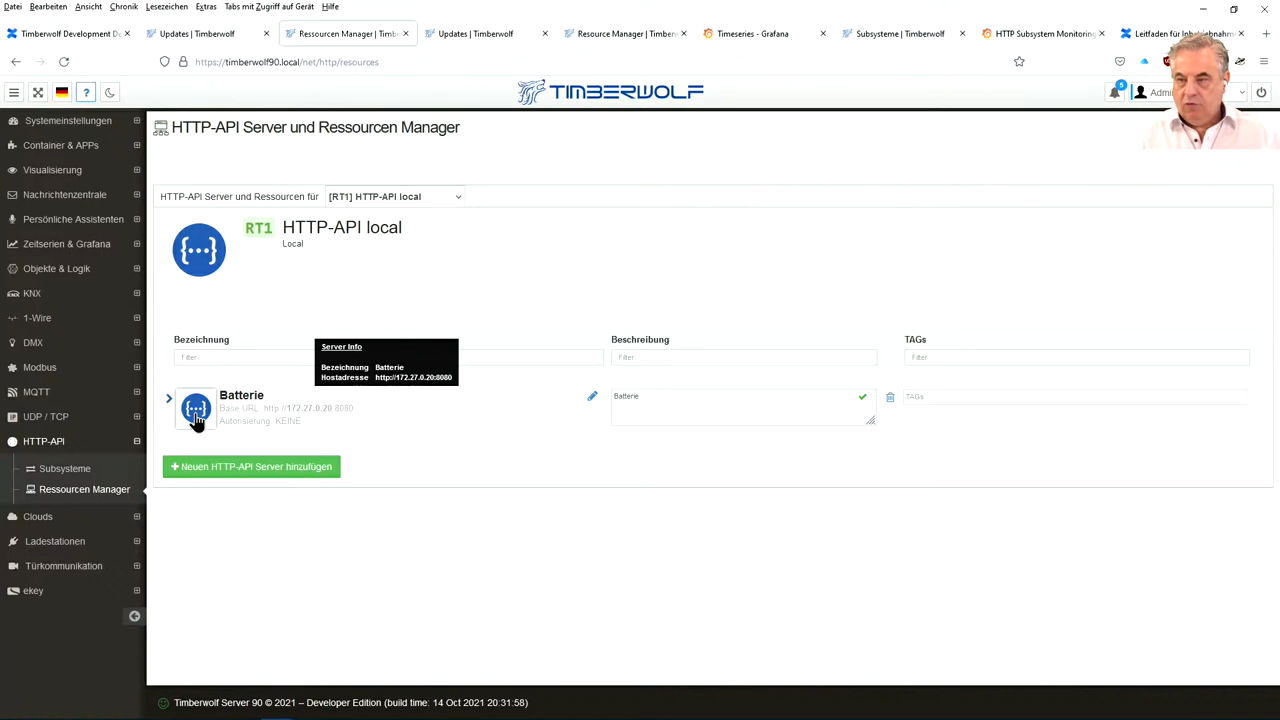 Datei Bearbeiten Ansicht Chronik Lesezeichen Extras Tabs mit Zugriff auf Gerät Hilfe
Timberwolf Development D
Updates | Timberwolf
Ressourcen Manager | Timb
Updates | Timberwolf
Resource Manager | Timberw
Timeseries - Grafana
Subsysteme | Timberwolf
HTTP Subsystem Monitoring
Leitfaden für Inbetriebnahm
https://timberwolf90.local/net/http/resources
TIMBERWOLF
5
Admi
Systemeinstellungen
Container & APPs
Visualisierung
Nachrichtenzentrale
Persönliche Assistenten
Zeitserien & Grafana
Objekte & Logik
KNX
1-Wire
DMX
Modbus
MQTT
UDP / TCP
HTTP-API
Subsysteme
Ressourcen Manager
Clouds
Ladestationen
Türkommunikation
ekey
HTTP-API Server und Ressourcen Manager
HTTP-API Server und Ressourcen für [RT1] HTTP-API local
RT1 HTTP-API local
Local
Bezeichnung Beschreibung TAGs
Filter Filter Filter
Server Info
Bezeichnung Batterie
Hostadresse http://172.27.0.20:8080
Batterie
Base URL: http://172.27.0.20:8080
Autorisierung: KEINE
Batterie
TAGs
+ Neuen HTTP-API Server hinzufügen
Timberwolf Server 90 © 2021 – Developer Edition (build time: 14 Oct 2021 20:31:58)